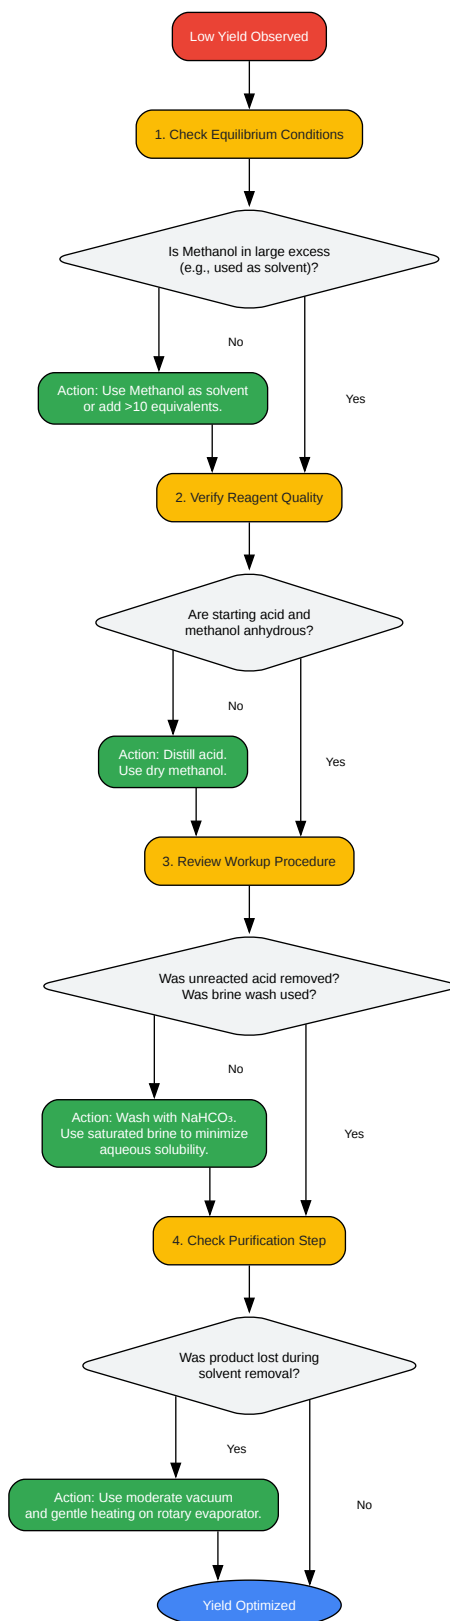 Low Yield Observed
1. Check Equilibrium Conditions
Is Methanol in large excess
(e.g., used as solvent)?
No
Action: Use Methanol as solvent
or add >10 equivalents.
Yes
2. Verify Reagent Quality
Are starting acid and
methanol anhydrous?
No
Action: Distill acid.
Use dry methanol.
Yes
3. Review Workup Procedure
Was unreacted acid removed?
Was brine wash used?
No
Action: Wash with NaHCO₃.
Use saturated brine to minimize
aqueous solubility.
Yes
4. Check Purification Step
Was product lost during
solvent removal?
Yes
Action: Use moderate vacuum
and gentle heating on rotary evaporator.
No
Yield Optimized